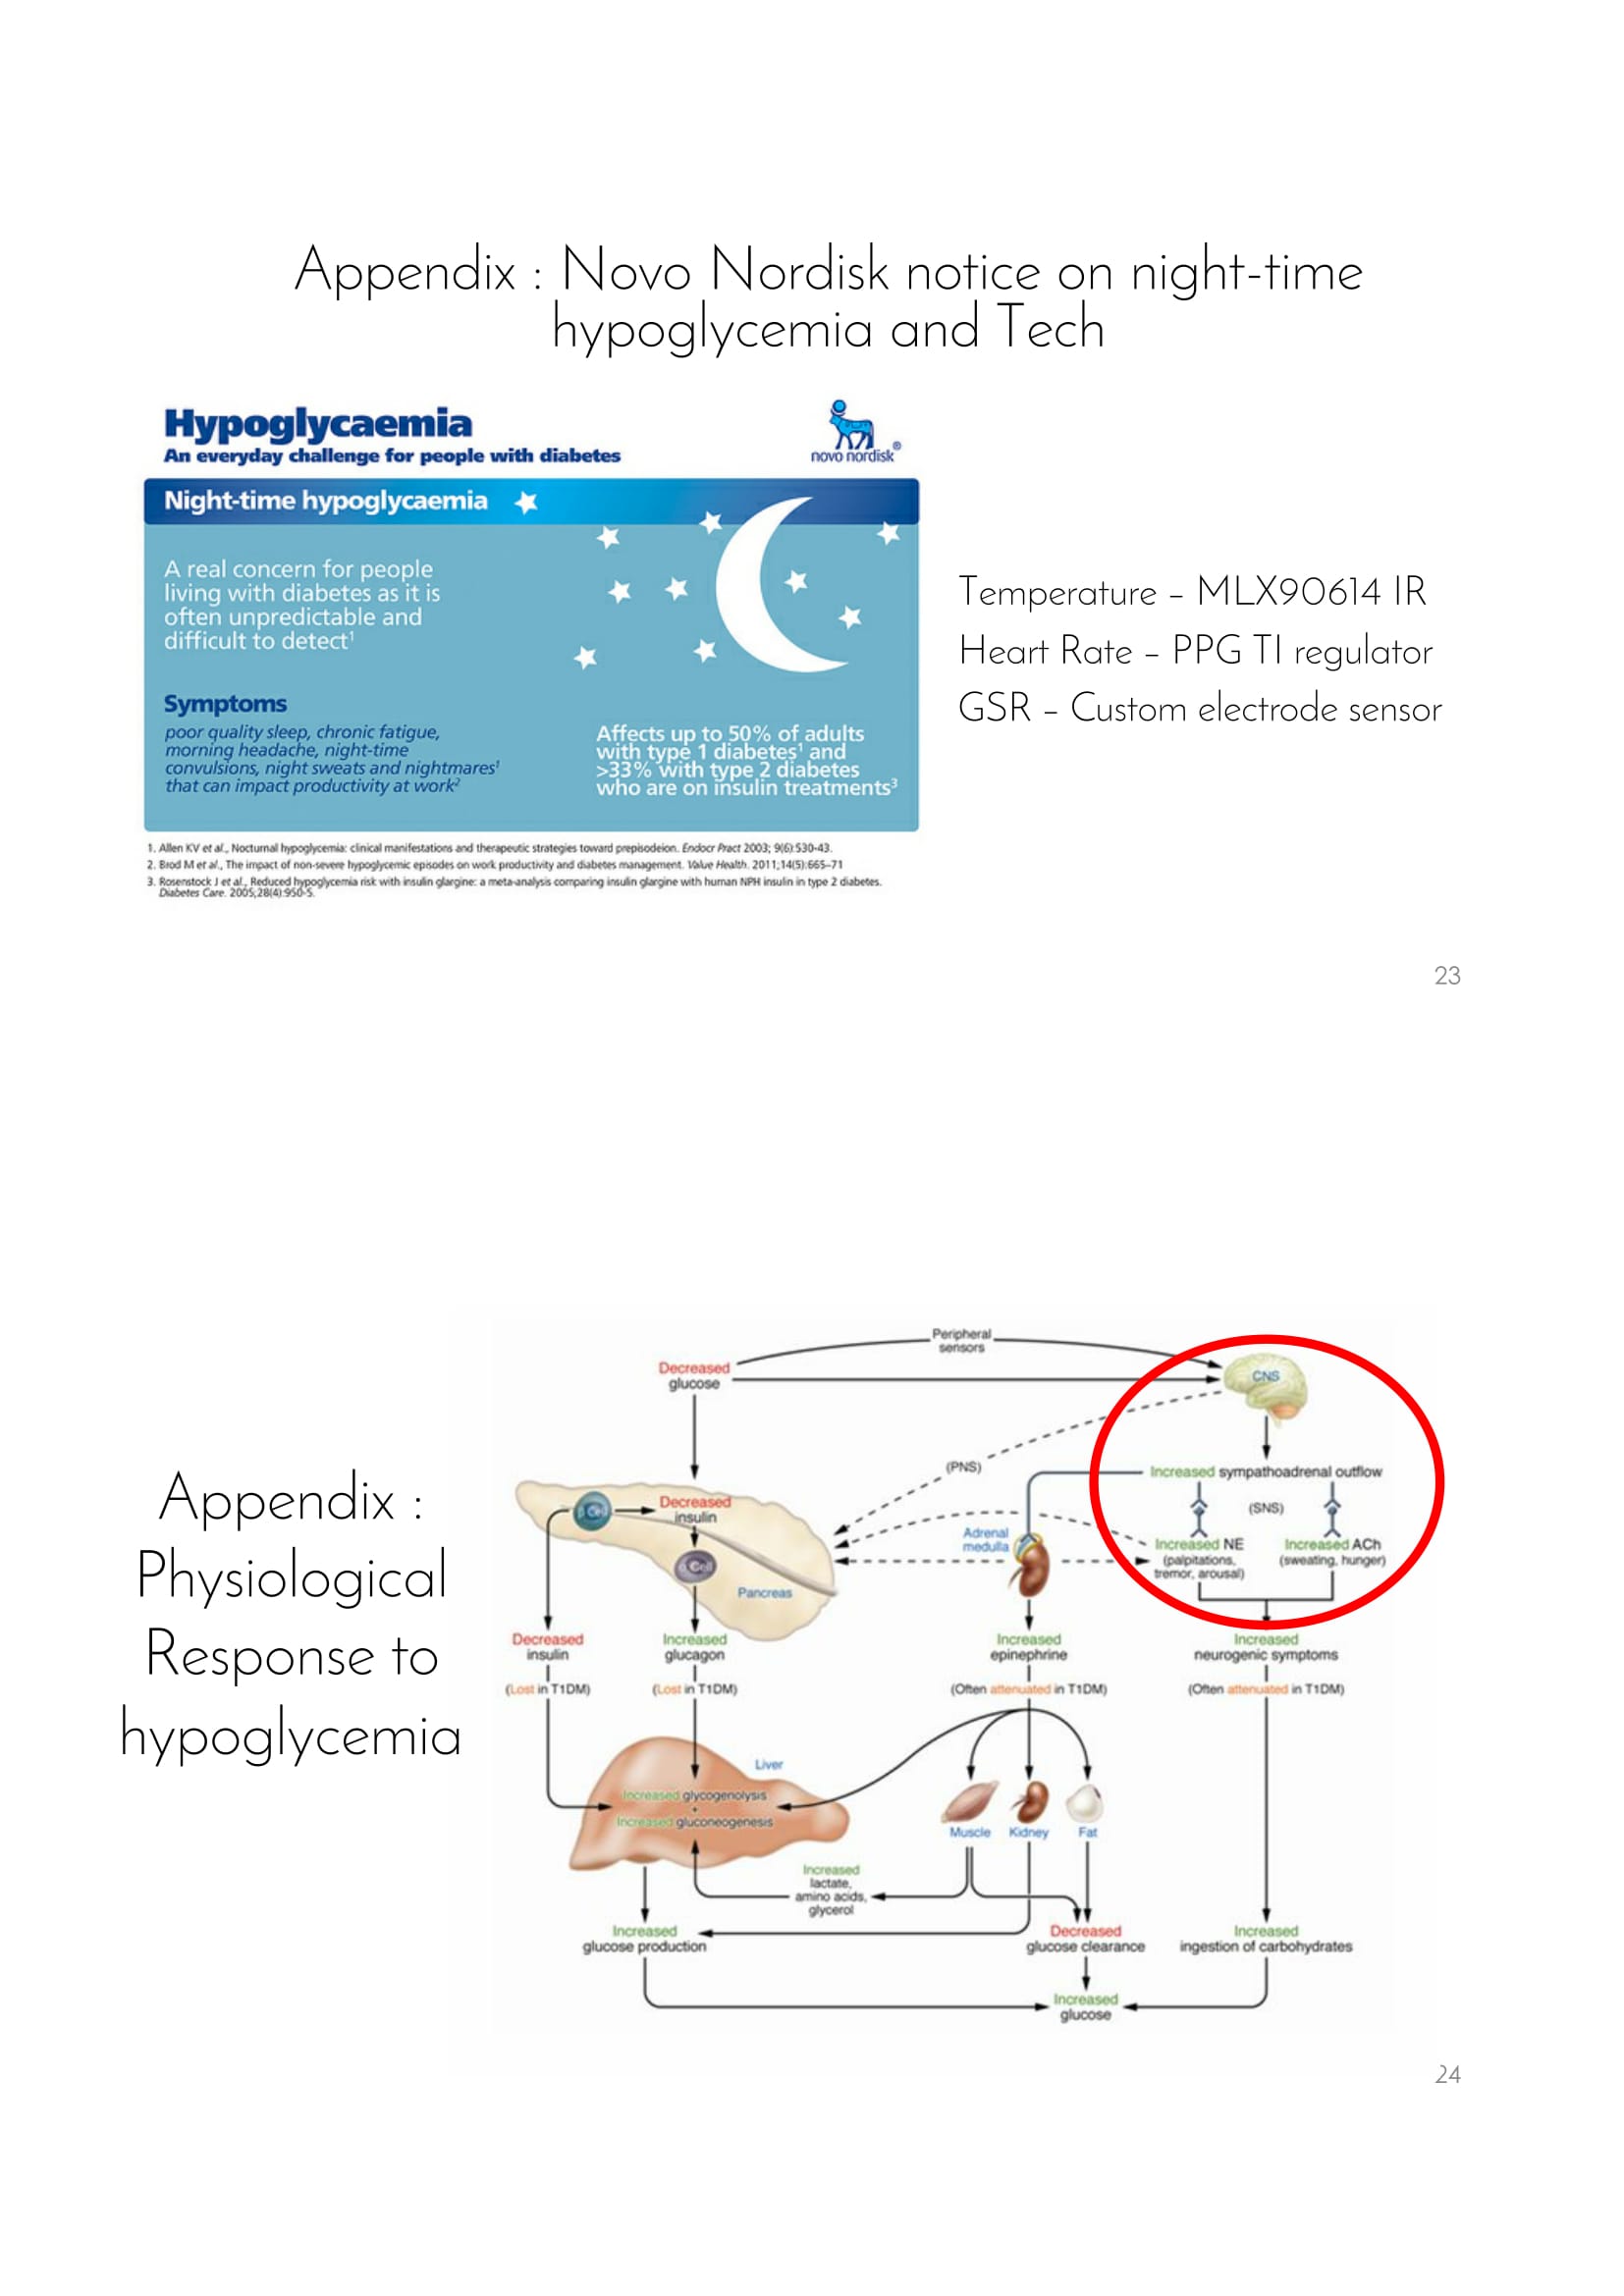 Appendix : Novo Nordisk notice on night-time
hypoglycemia and Tech
Hypoglycaemia
An everyday challenge for people with diabetes
novo nordisk®
Night-time hypoglycaemia
A real concern for people
living with diabetes as it is
often unpredictable and
difficult to detect¹
Symptoms
poor quality sleep, chronic fatigue,
morning headache, night-time
convulsions, night sweats and nightmares¹
that can impact productivity at work²
Affects up to 50% of adults
with type 1 diabetes¹ and
>33% with type 2 diabetes
who are on insulin treatments³
1. Allen KV et al., Nocturnal hypoglycemia: clinical manifestations and therapeutic strategies toward prepisodeion. Endocr Pract 2003; 9(6):530-43.
2. Brod M et al., The impact of non-severe hypoglycemic episodes on work productivity and diabetes management. Value Health. 2011;14(5):665–71
3. Rosenstock J et al., Reduced hypoglycemia risk with insulin glargine: a meta-analysis comparing insulin glargine with human NPH insulin in type 2 diabetes.
Diabetes Care. 2005;28(4):950-5.
Temperature – MLX90614 IR
Heart Rate – PPG TI regulator
GSR – Custom electrode sensor
23
Appendix :
Physiological
Response to
hypoglycemia
Peripheral
sensors
Decreased
glucose
CNS
(PNS)
Increased sympathoadrenal outflow
(SNS)
Increased NE
(palpitations,
tremor, arousal)
Increased ACh
(sweating, hunger)
Adrenal
medulla
Decreased
insulin
Cell
Cell
Pancreas
Decreased
insulin
(Lost in T1DM)
Increased
glucagon
(Lost in T1DM)
Increased
epinephrine
(Often attenuated in T1DM)
Increased
neurogenic symptoms
(Often attenuated in T1DM)
Liver
Increased glycogenolysis
+
Increased gluconeogenesis
Muscle
Kidney
Fat
Increased
lactate,
amino acids,
glycerol
Increased
glucose production
Decreased
glucose clearance
Increased
ingestion of carbohydrates
Increased
glucose
24